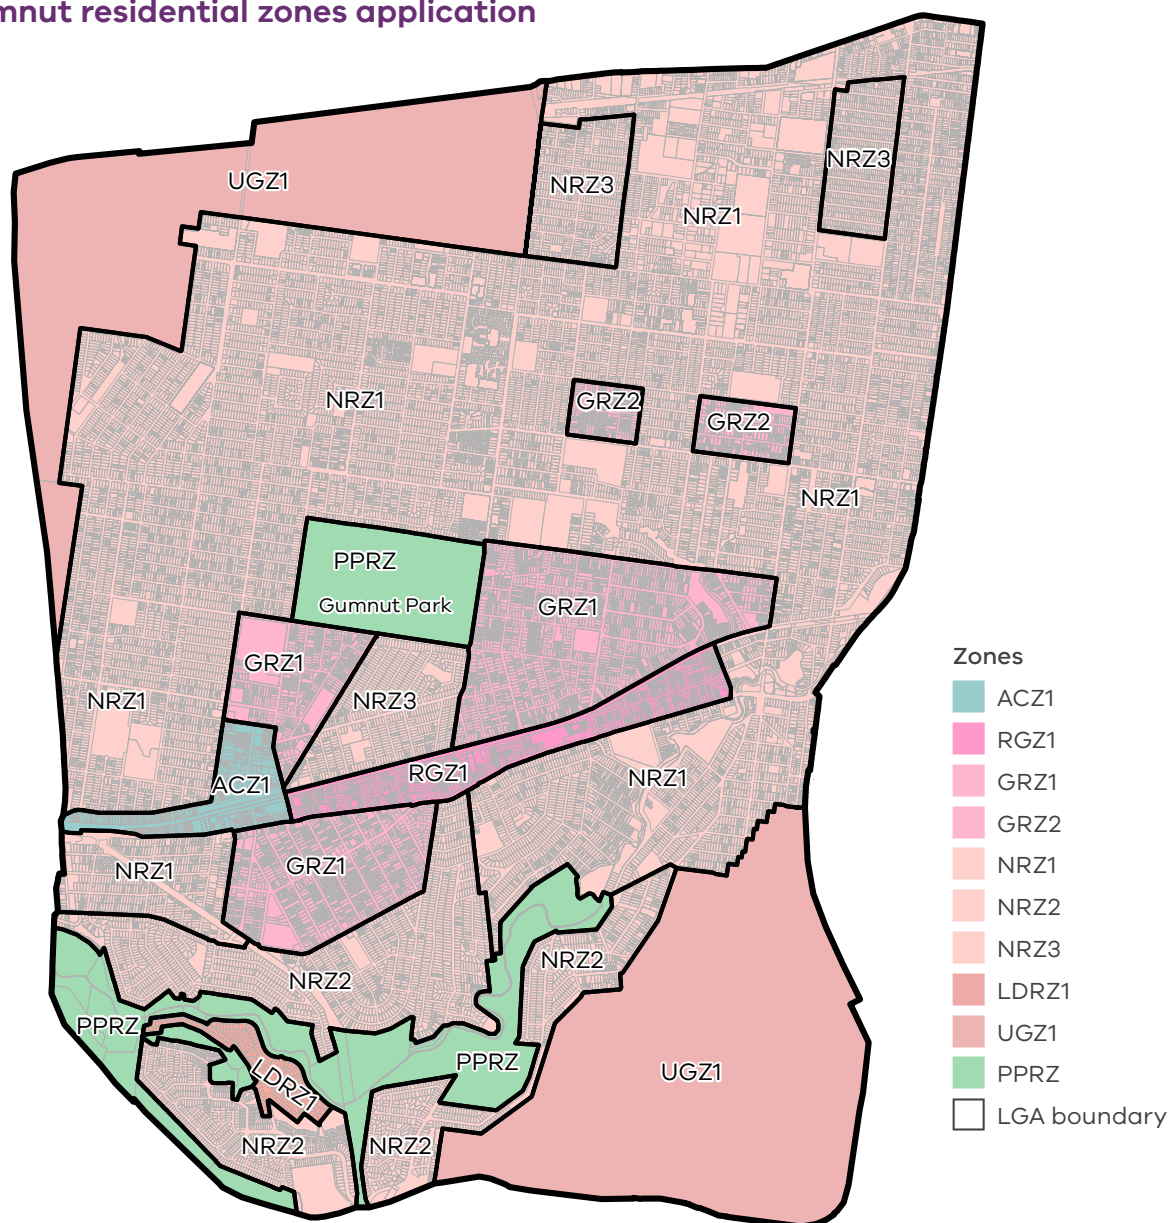 mnut residential zones application
UGZ1
NRZ3
NRZ3
NRZ1
NRZ1
GRZ2
GRZ2
NRZ1
PPRZ
Gumnut Park
GRZ1
GRZ1
NRZ3
NRZ1
ACZ1
RGZ1
NRZ1
NRZ1
GRZ1
NRZ2
NRZ2
PPRZ
PPRZ
LDRZ1
UGZ1
NRZ2
NRZ2
Zones
ACZ1
RGZ1
GRZ1
GRZ2
NRZ1
NRZ2
NRZ3
LDRZ1
UGZ1
PPRZ
LGA boundary